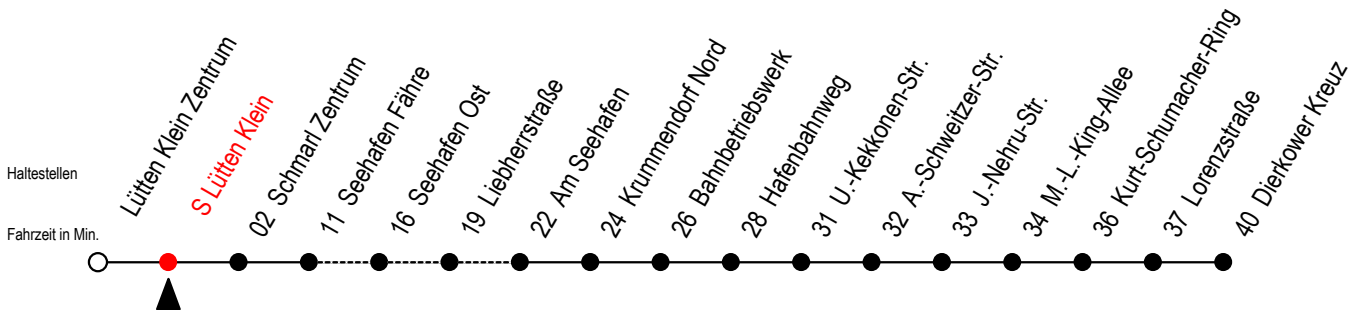 Lütten Klein Zentrum
S Lütten Klein
02 Schmarl Zentrum
11 Seehafen Fähre
16 Seehafen Ost
19 Liebherrstraße
22 Am Seehafen
24 Krummendorf Nord
26 Bahnbetriebswerk
28 Hafenbahnweg
31 U.-Kekkonen-Str.
32 A.-Schweitzer-Str.
33 J.-Nehru-Str.
34 M.-L.-King-Allee
36 Kurt-Schumacher-Ring
37 Lorenzstraße
40 Dierkower Kreuz
Haltestellen
Fahrzeit in Min.